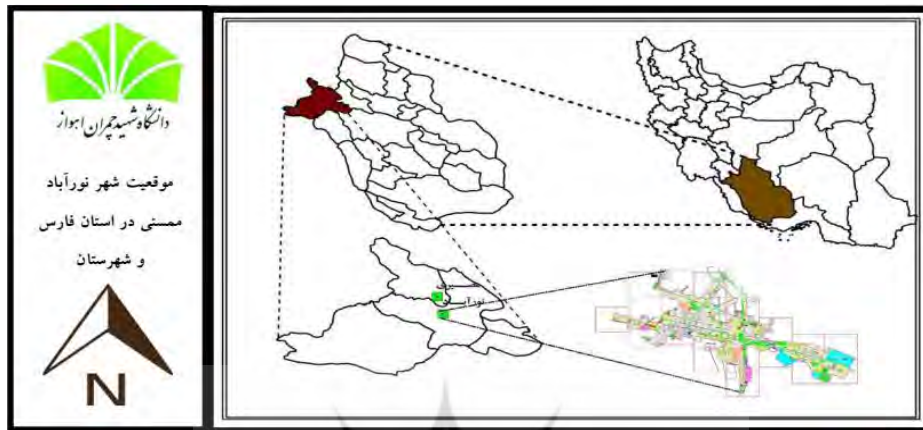 دانشگاه شهید چمران اهواز
موقعیت شهر نورآباد
ممسنی در استان فارس
و شهرستان
N